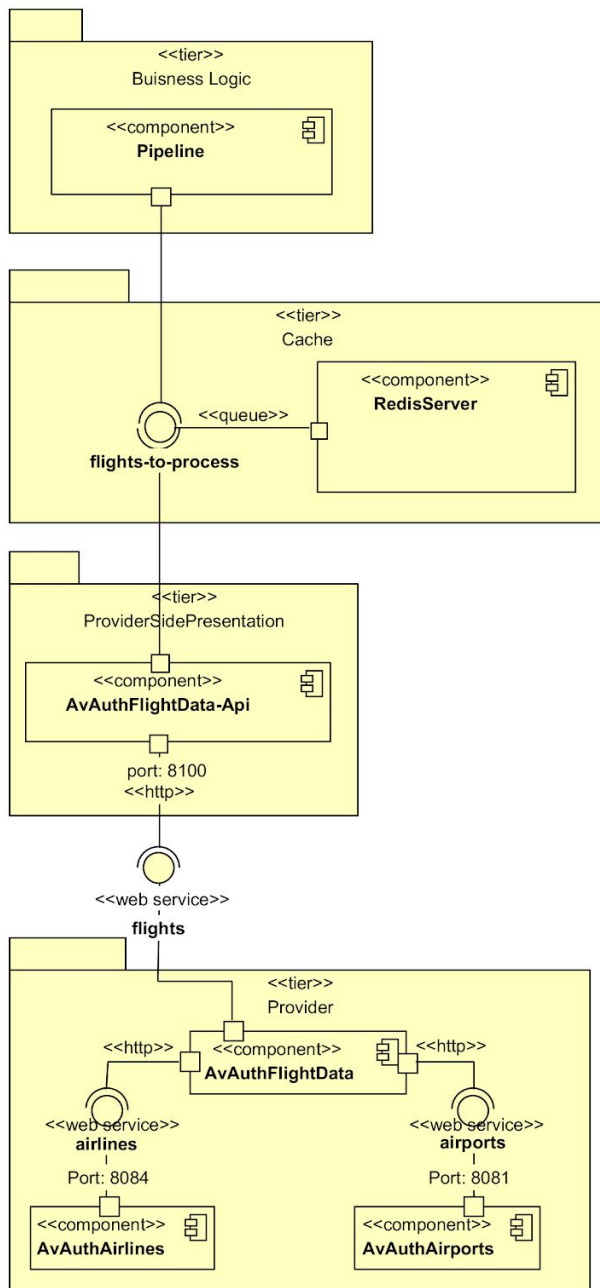 <<tier>>
Buisness Logic
<<component>>
Pipeline
<<tier>>
Cache
<<component>>
RedisServer
<<queue>>
flights-to-process
<<tier>>
ProviderSidePresentation
<<component>>
AvAuthFlightData-Api
port: 8100
<<http>>
<<web service>>
flights
<<tier>>
Provider
<<http>>
<<component>>
AvAuthFlightData
<<http>>
<<web service>>
airlines
<<web service>>
airports
Port: 8084
Port: 8081
<<component>>
AvAuthAirlines
<<component>>
AvAuthAirports